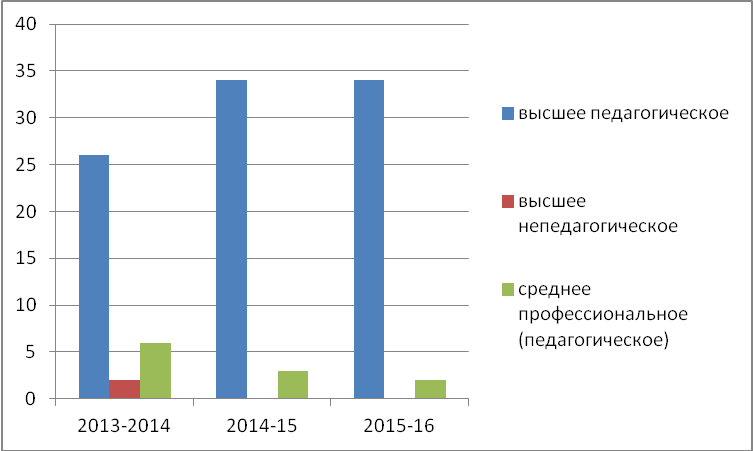 40
35
30
25
20
15
10
5
0
2013-2014
2014-15
2015-16
высшее педагогическое
высшее
непедагогическое
среднее
профессиональное
(педагогическое)